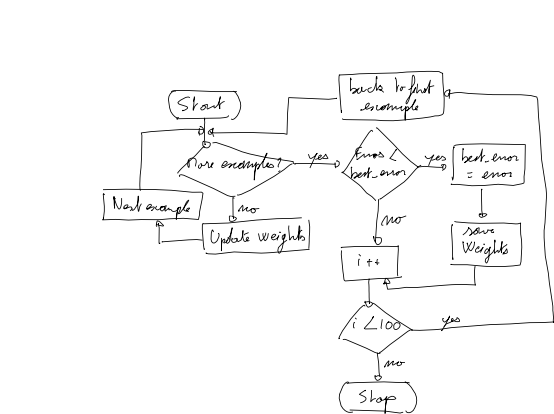 Start
back to first
example
More examples?
yes
Error <
best_error
yes
best_error
= error
no
Next example
Update Weights
no
save
Weights
i++
i < 100
yes
no
Stop